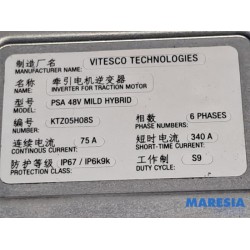 制造厂名: VITESCO TECHNOLOGIES
MANUFACTURER NAME:
名称: 牵引电机逆变器
NAME: INVERTER FOR TRACTION MOTOR
型号: PSA 48V MILD HYBRID
MODEL:
编号: KTZ05H08S 相数 6 PHASES
SERIES: PHASE NUMBERS:
连续电流 75 A 短时电流 340 A
CONTINUOUS CURRENT: SHORT-TIME CURRENT:
防护等级 IP67 / IP6k9k 工作制 S9
PROTECTION CLASS: DUTY CYCLE:
MARESIA